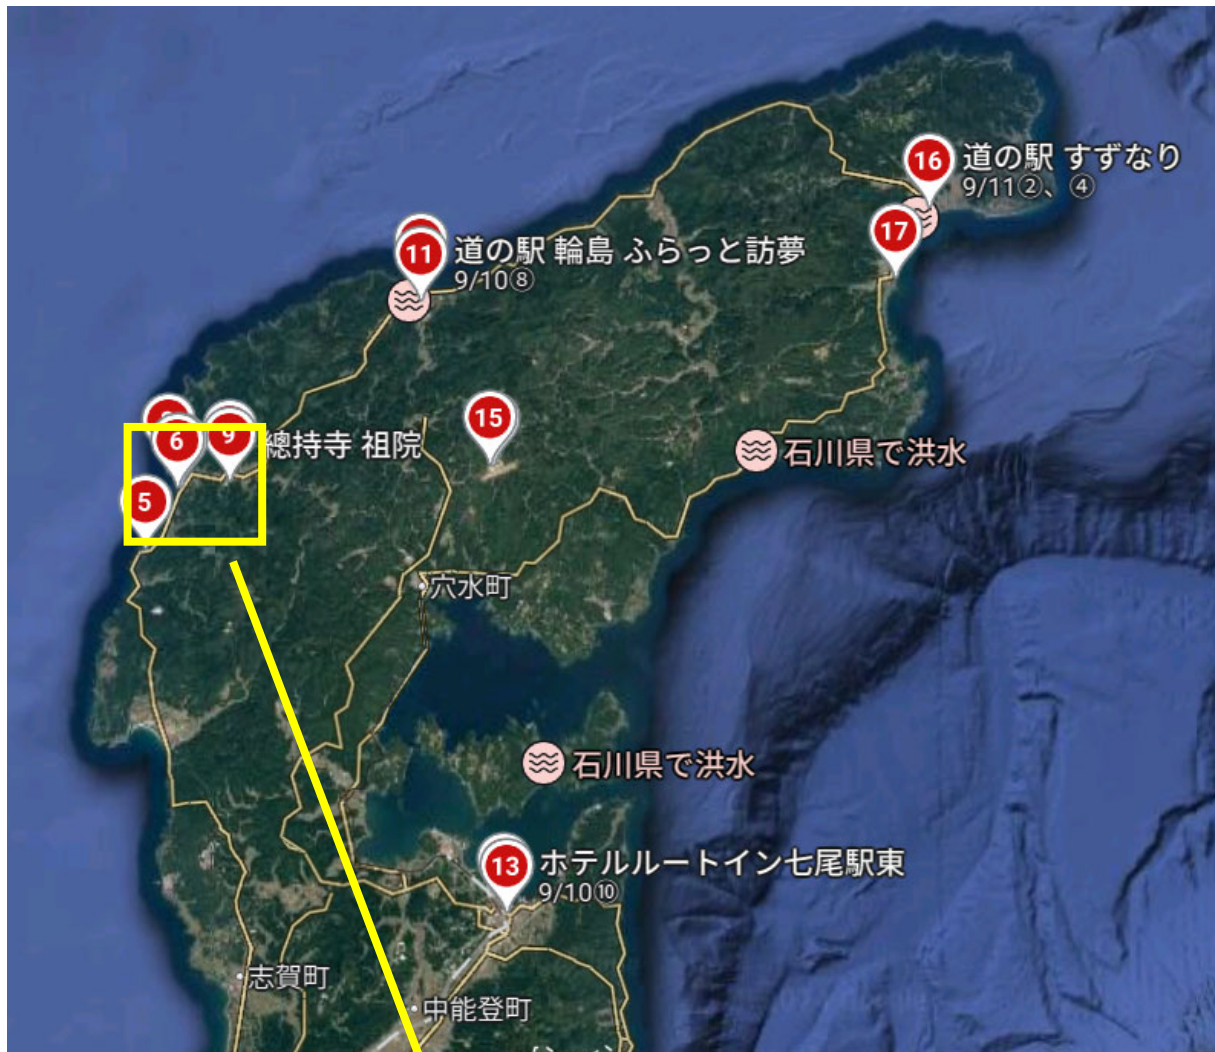 16
道の駅 すずなり
9/11②、④
17
11
道の駅 輪島 ふらっと訪夢
9/10⑧
15
6
9
總持寺 祖院
石川県で洪水
5
穴水町
石川県で洪水
13
ホテルルートイン七尾駅東
9/10⑩
志賀町
中能登町